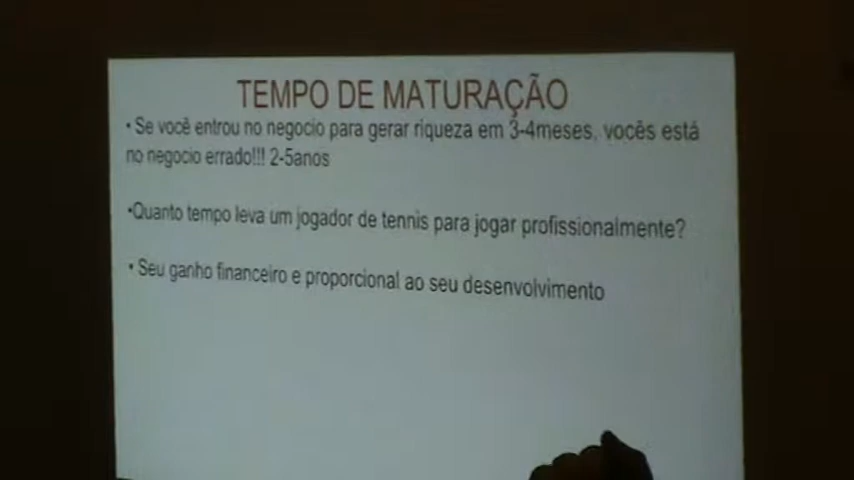 TEMPO DE MATURAÇÃO
• Se você entrou no negocio para gerar riqueza em 3-4meses, vocês está
no negocio errado!!! 2-5anos
•Quanto tempo leva um jogador de tennis para jogar profissionalmente?
• Seu ganho financeiro e proporcional ao seu desenvolvimento